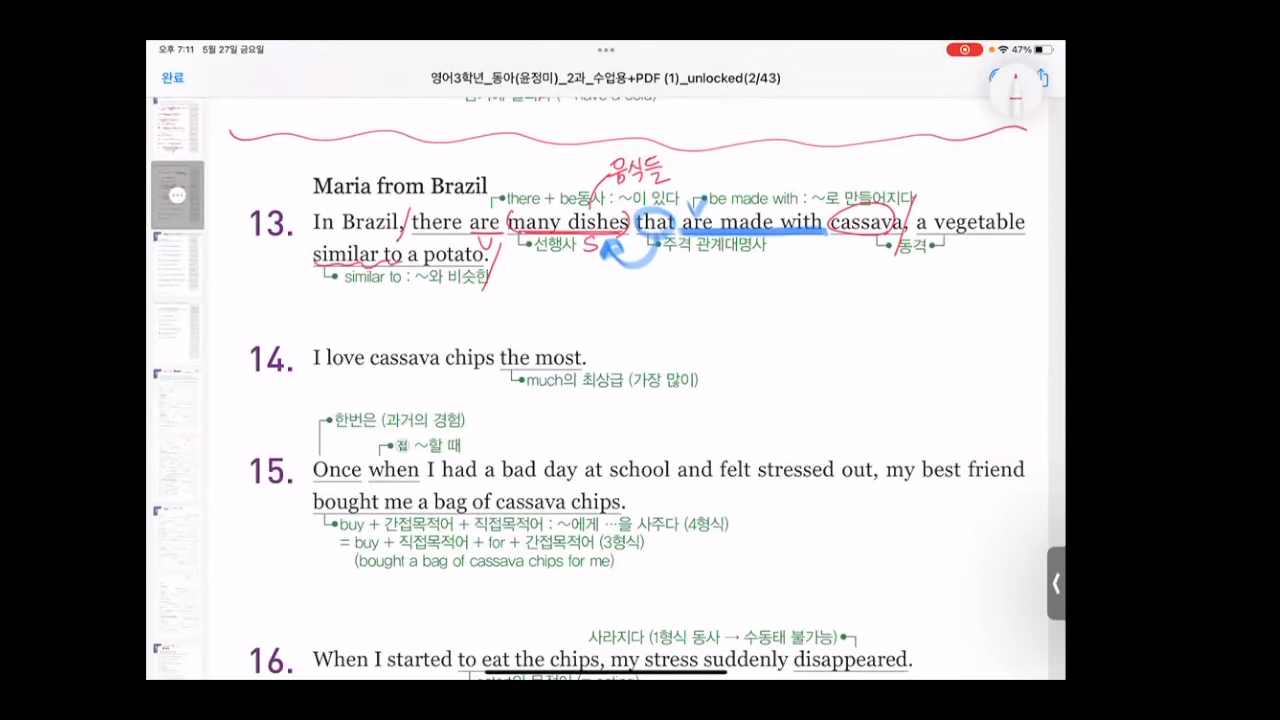 오후 7:11 5월 27일 금요일
47%
완료
영어3학년_동아(윤정미)_2과_수업용+PDF (1)_unlocked(2/43)
음식들
Maria from Brazil
there + be동사 : ~이 있다 be made with : ~로 만들어지다
13. In Brazil, there are many dishes that are made with cassava, a vegetable
선행사 S 주격 관계대명사 동격
V
similar to a potato.
similar to : ~와 비슷한
14. I love cassava chips the most.
much의 최상급 (가장 많이)
한번은 (과거의 경험)
접 ~할 때
15. Once when I had a bad day at school and felt stressed out, my best friend
bought me a bag of cassava chips.
buy + 간접목적어 + 직접목적어 : ~에게 …을 사주다 (4형식)
= buy + 직접목적어 + for + 간접목적어 (3형식)
(bought a bag of cassava chips for me)
사라지다 (1형식 동사 → 수동태 불가능)
16. When I started to eat the chips, my stress suddenly disappeared.